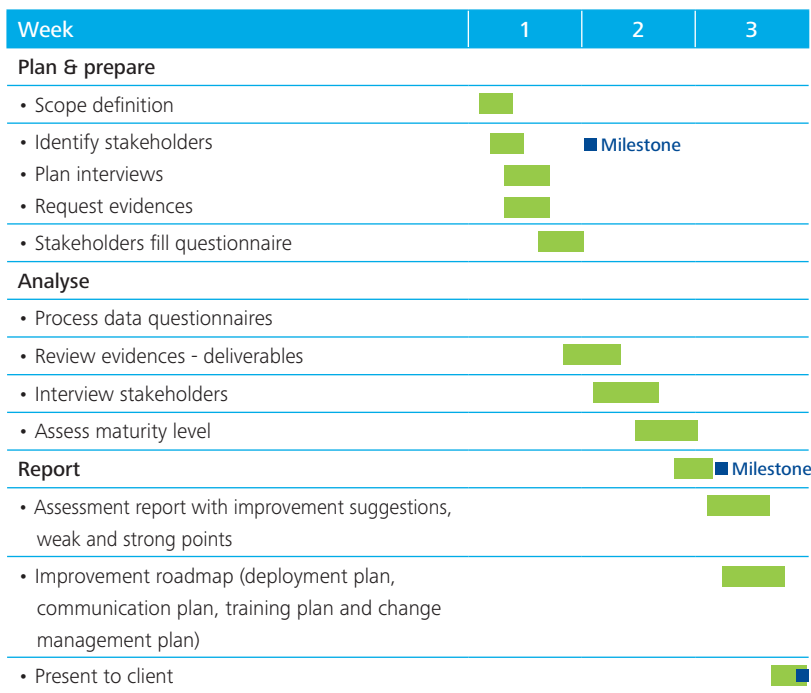 Week 1 2 3
Plan & prepare
• Scope definition
• Identify stakeholders Milestone
• Plan interviews
• Request evidences
• Stakeholders fill questionnaire
Analyse
• Process data questionnaires
• Review evidences - deliverables
• Interview stakeholders
• Assess maturity level
Report Milestone
• Assessment report with improvement suggestions,
weak and strong points
• Improvement roadmap (deployment plan,
communication plan, training plan and change
management plan)
• Present to client